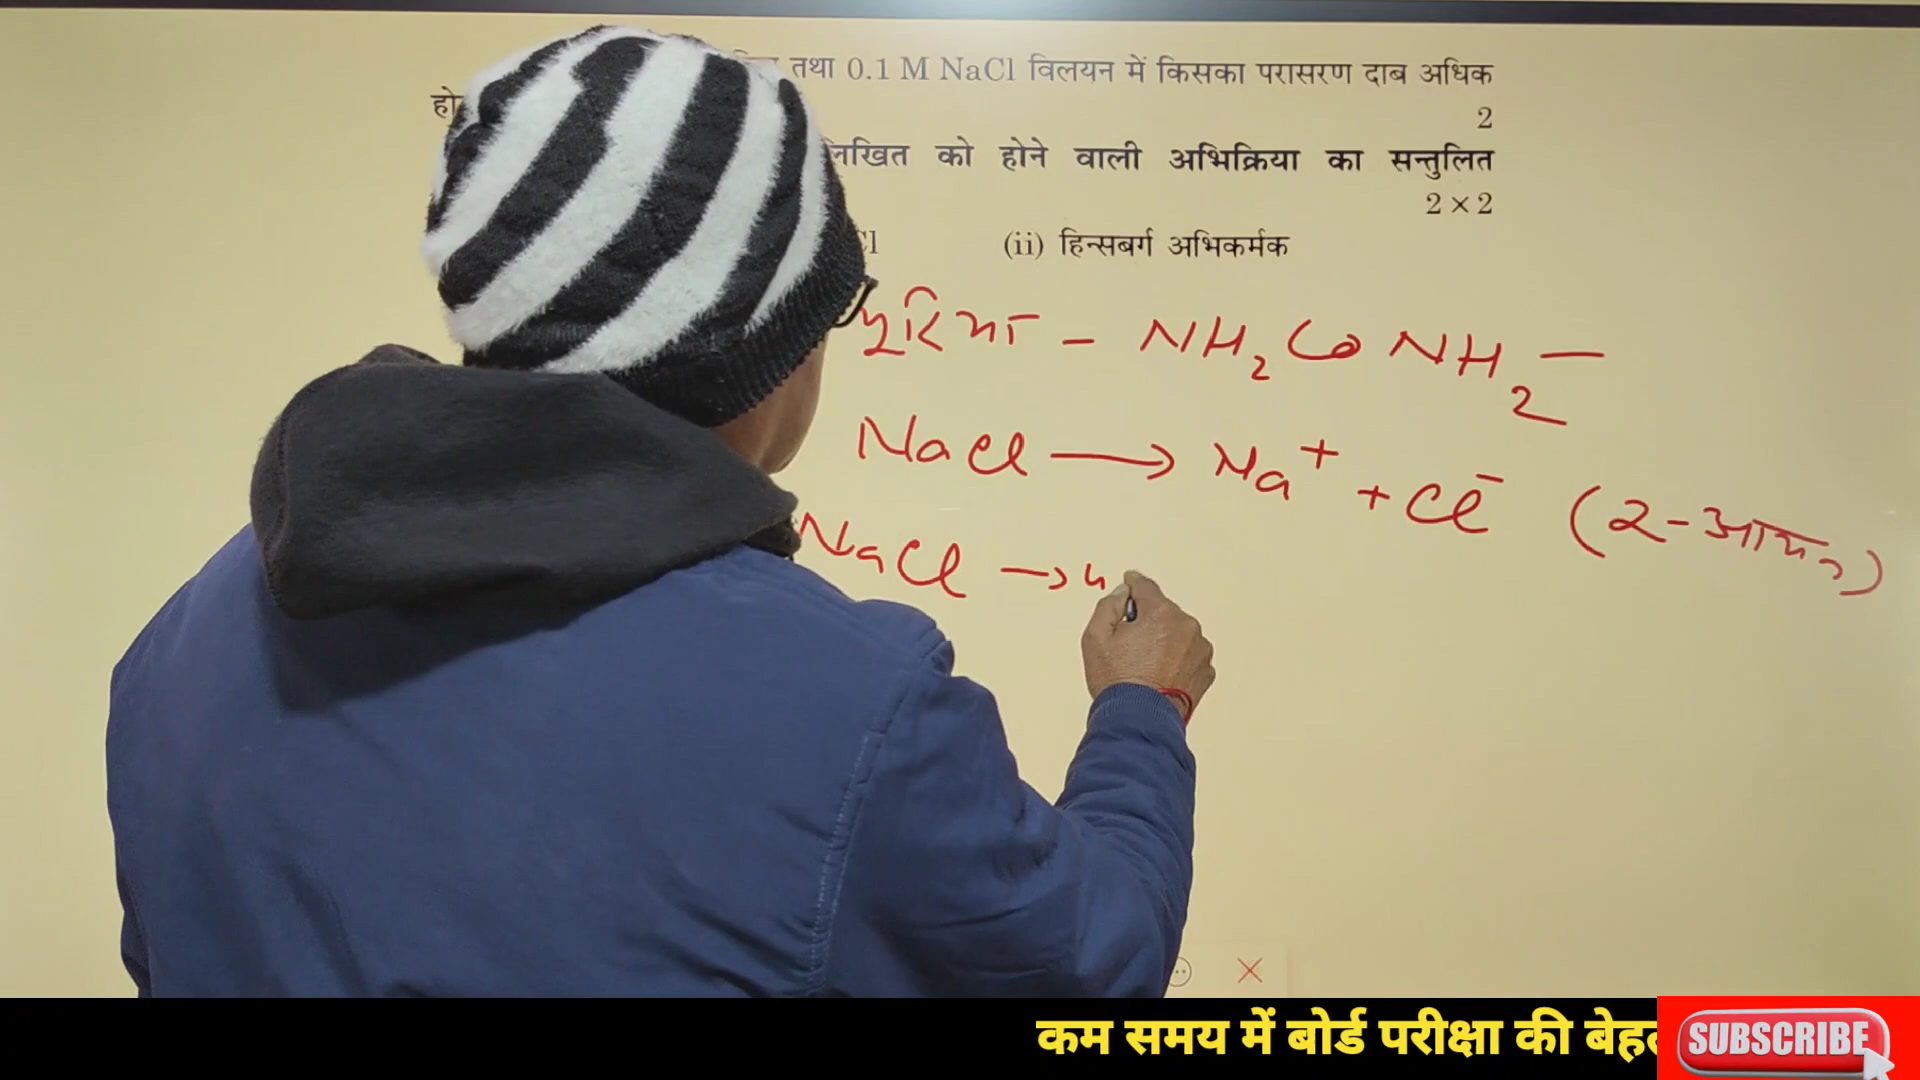 तथा 0.1 M NaCl विलयन में किसका परासरण दाब अधिक
हो
2
लिखित को होने वाली अभिक्रिया का सन्तुलित
2 × 2
Cl (ii) हिन्सबर्ग अभिकर्मक
यूरिया - NH₂CONH₂ —
NaCl → Na⁺ + Cl⁻ (2-आयन)
NaCl →
कम समय में बोर्ड परीक्षा की
SUBSCRIBE